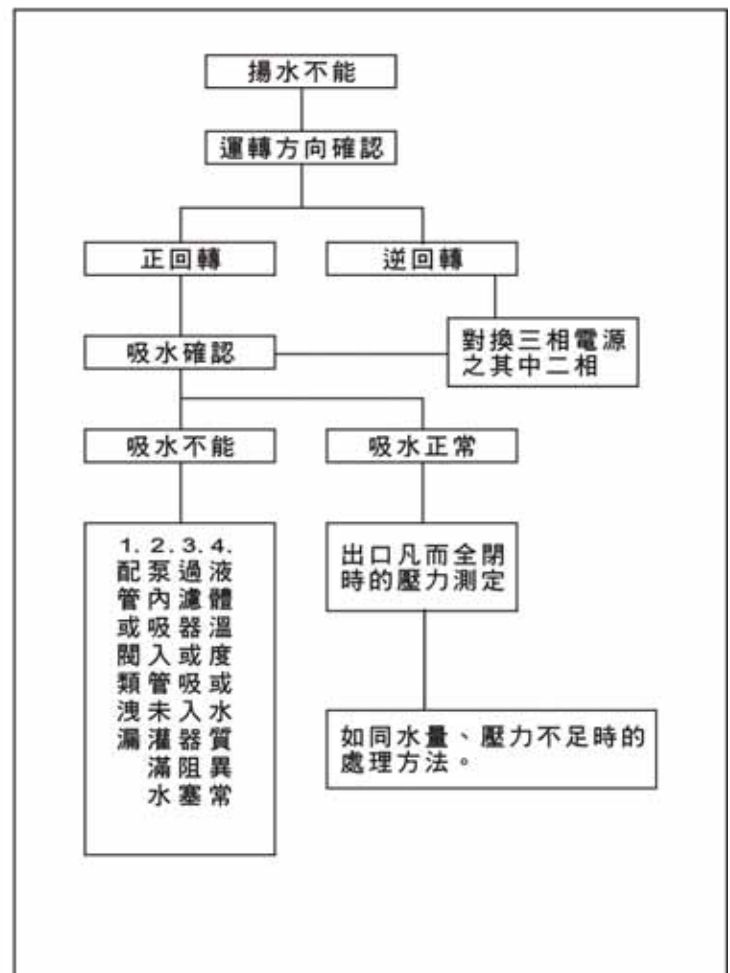 揚水不能
運轉方向確認
正回轉
逆回轉
吸水確認
對換三相電源
之其中二相
吸水不能
吸水正常
1.配管或閥類洩漏
2.泵內吸入管未灌滿水
3.過濾器或吸入器阻塞
4.液體溫度或水質異常
出口凡而全閉
時的壓力測定
如同水量、壓力不足時的
處理方法。